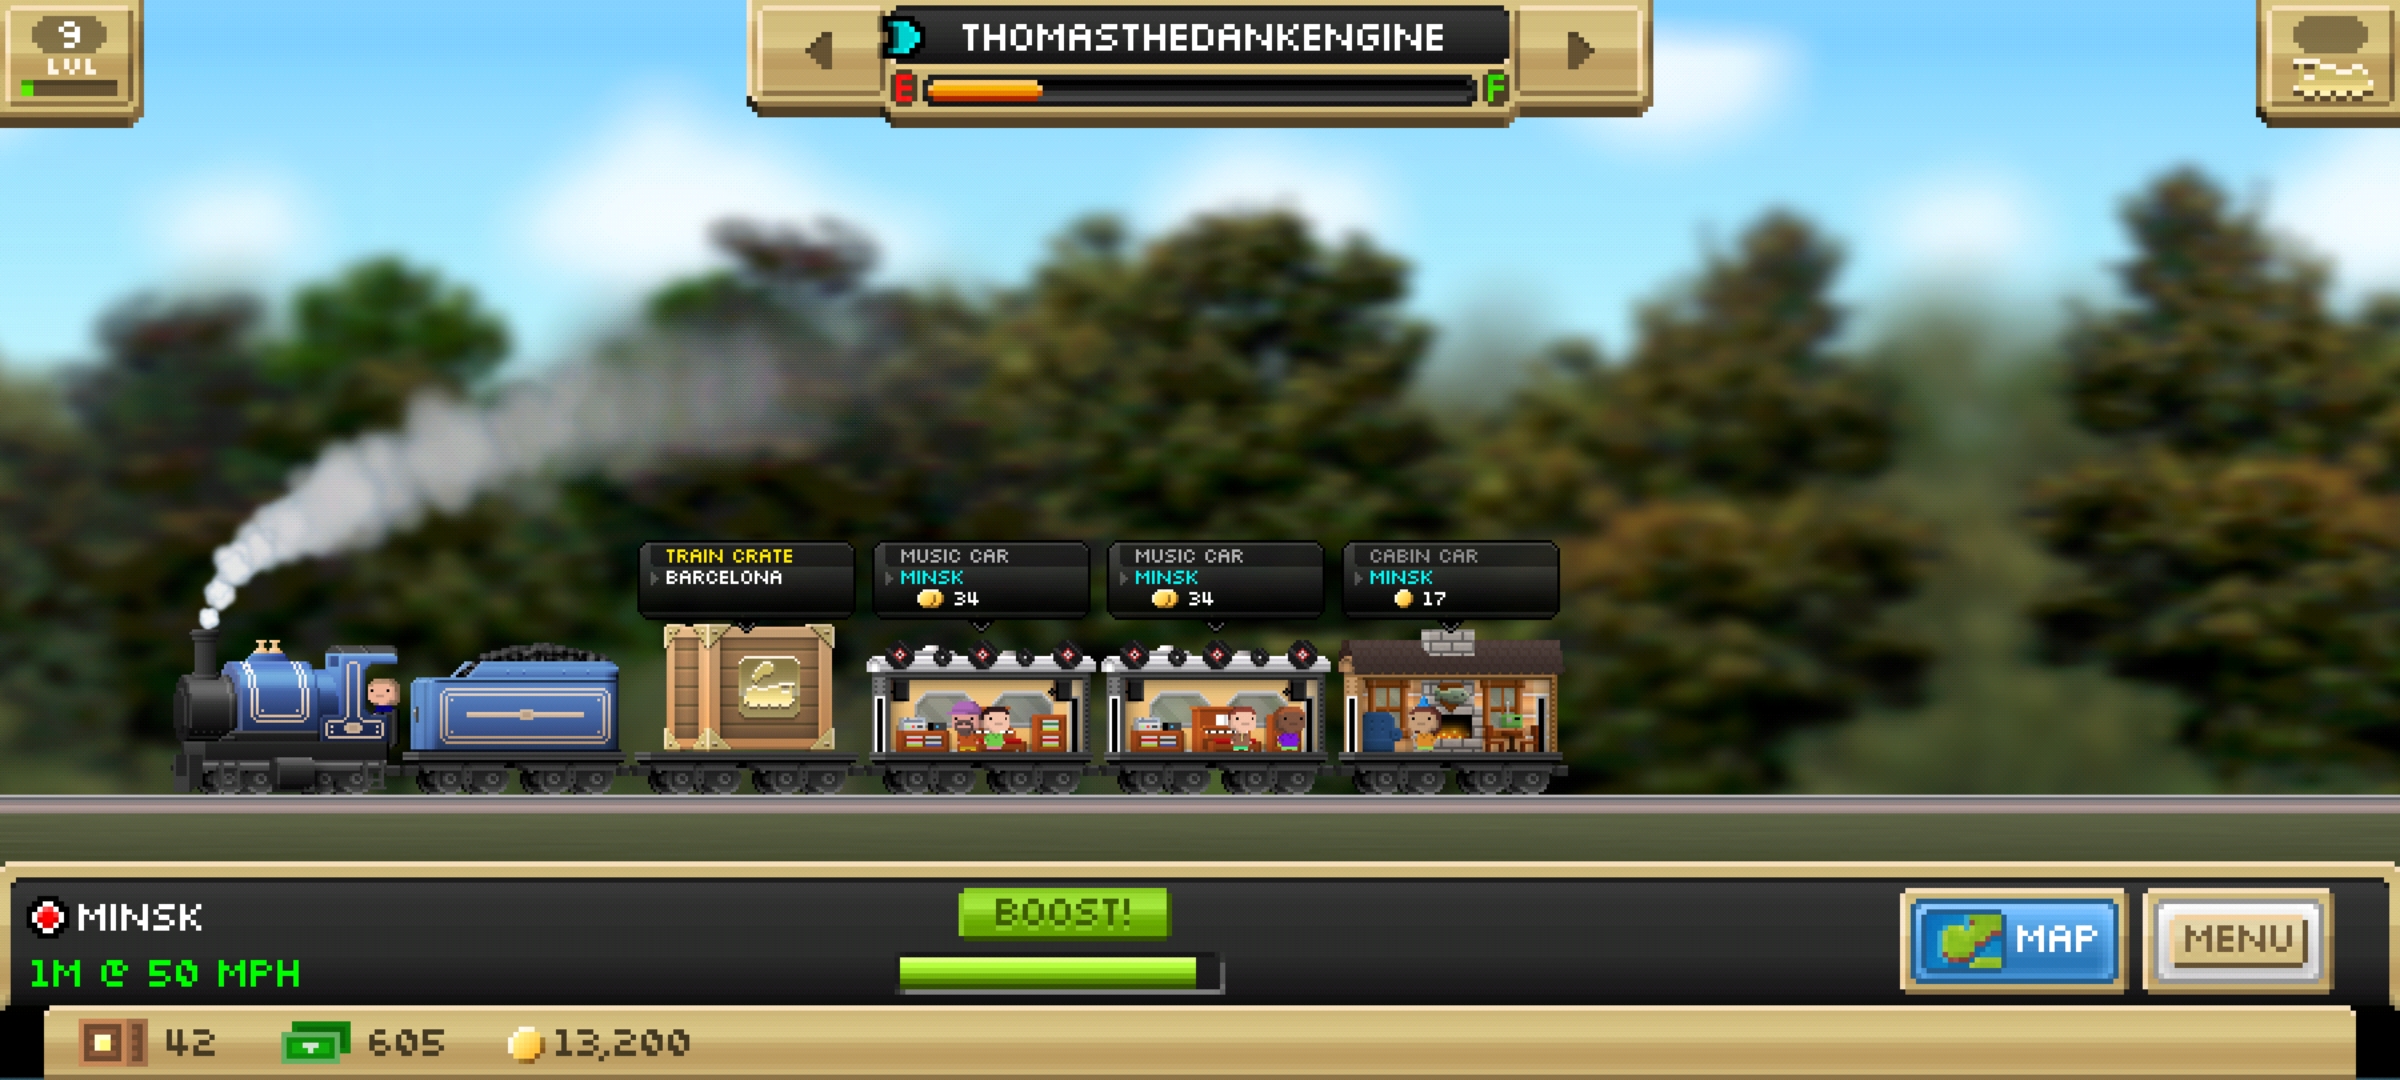 9
LVL
THOMASTHEDANKENGINE
E F
TRAIN CRATE
BARCELONA
MUSIC CAR
MINSK
34
MUSIC CAR
MINSK
34
CABIN CAR
MINSK
17
MINSK
1M @ 50 MPH
BOOST!
MAP
MENU
42
605
13,200